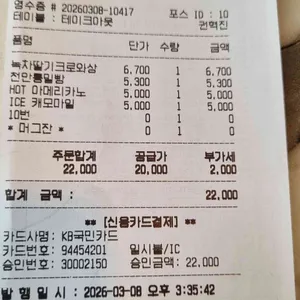 영수증 # 20260308-10417 포스 ID : 10
테이블 : 테이크아웃 권혁진
품명 단가 수량 금액
녹차딸기크로와상 6,700 1 6,700
천안통밀빵 5,300 1 5,300
HOT 아메리카노 5,000 1 5,000
ICE 캐모마일 5,000 1 5,000
10번 0 1 0
* 머그잔 * 0 1 0
주문합계 공급가 부가세
22,000 20,000 2,000
합계 금액 : 22,000
** [신용카드결제] **
카드사명: KB국민카드
카드번호: 94454201 일시불/IC
승인번호: 30002150 승인금액: 22,000
발 행 일 시 : 2026-03-08 오후 3:35:42